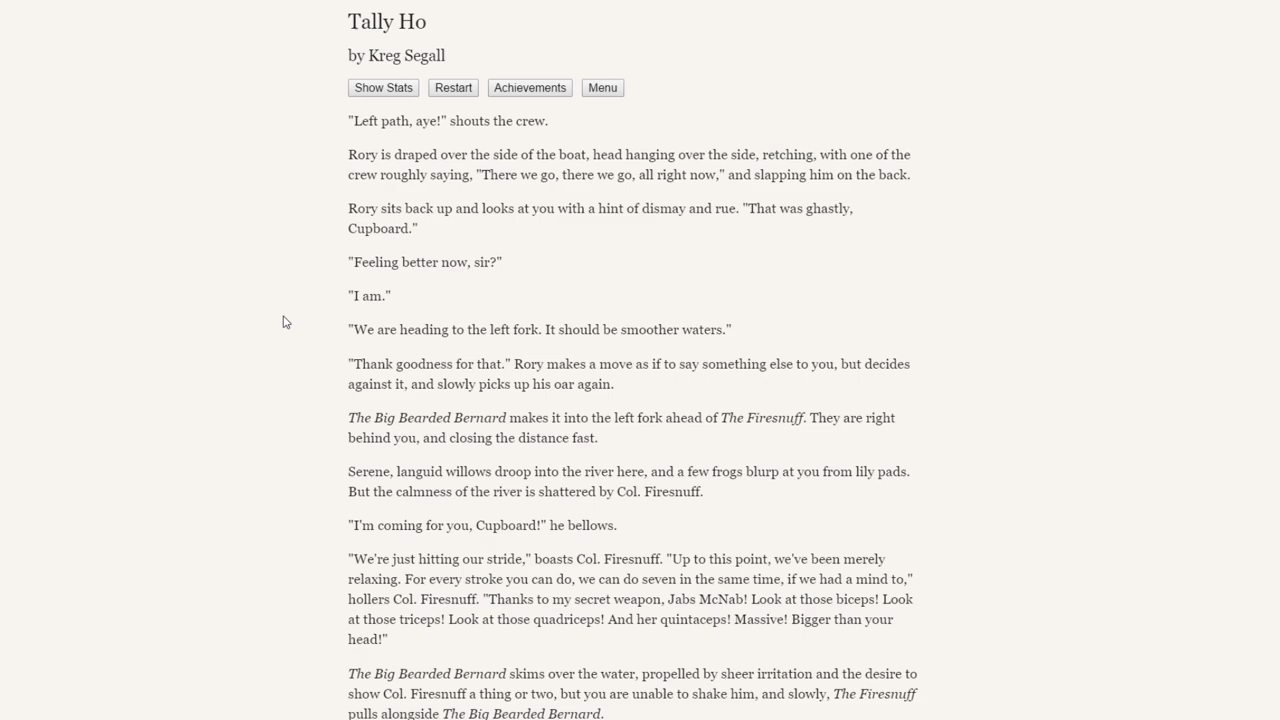 Tally Ho
by Kreg Segall
Show Stats Restart Achievements Menu
"Left path, aye!" shouts the crew.
Rory is draped over the side of the boat, head hanging over the side, retching, with one of the
crew roughly saying, "There we go, there we go, all right now," and slapping him on the back.
Rory sits back up and looks at you with a hint of dismay and rue. "That was ghastly,
Cupboard."
"Feeling better now, sir?"
"I am."
"We are heading to the left fork. It should be smoother waters."
"Thank goodness for that." Rory makes a move as if to say something else to you, but decides
against it, and slowly picks up his oar again.
The Big Bearded Bernard makes it into the left fork ahead of The Firesnuff. They are right
behind you, and closing the distance fast.
Serene, languid willows droop into the river here, and a few frogs blurp at you from lily pads.
But the calmness of the river is shattered by Col. Firesnuff.
"I'm coming for you, Cupboard!" he bellows.
"We're just hitting our stride," boasts Col. Firesnuff. "Up to this point, we've been merely
relaxing. For every stroke you can do, we can do seven in the same time, if we had a mind to,"
hollers Col. Firesnuff. "Thanks to my secret weapon, Jabs McNab! Look at those biceps! Look
at those triceps! Look at those quadriceps! And her quintaceps! Massive! Bigger than your
head!"
The Big Bearded Bernard skims over the water, propelled by sheer irritation and the desire to
show Col. Firesnuff a thing or two, but you are unable to shake him, and slowly, The Firesnuff
pulls alongside The Big Bearded Bernard.